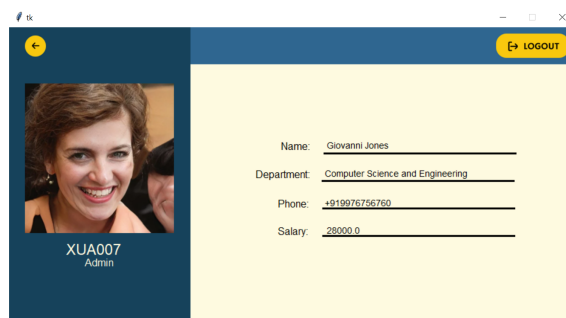 tk
LOGOUT
XUA007
Admin
Name: Giovanni Jones
Department: Computer Science and Engineering
Phone: +919976756760
Salary: 28000.0